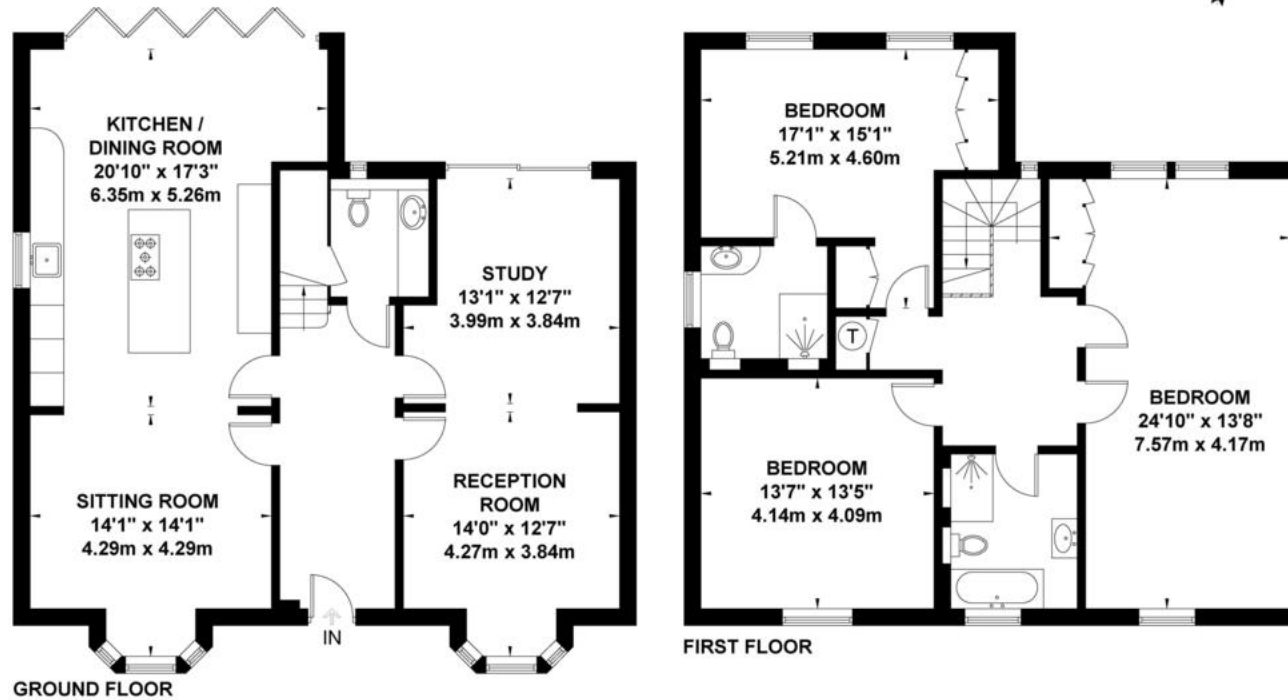 KITCHEN /
DINING ROOM
20'10" x 17'3"
6.35m x 5.26m
STUDY
13'1" x 12'7"
3.99m x 3.84m
SITTING ROOM
14'1" x 14'1"
4.29m x 4.29m
RECEPTION
ROOM
14'0" x 12'7"
4.27m x 3.84m
IN
GROUND FLOOR
BEDROOM
17'1" x 15'1"
5.21m x 4.60m
T
BEDROOM
24'10" x 13'8"
7.57m x 4.17m
BEDROOM
13'7" x 13'5"
4.14m x 4.09m
FIRST FLOOR